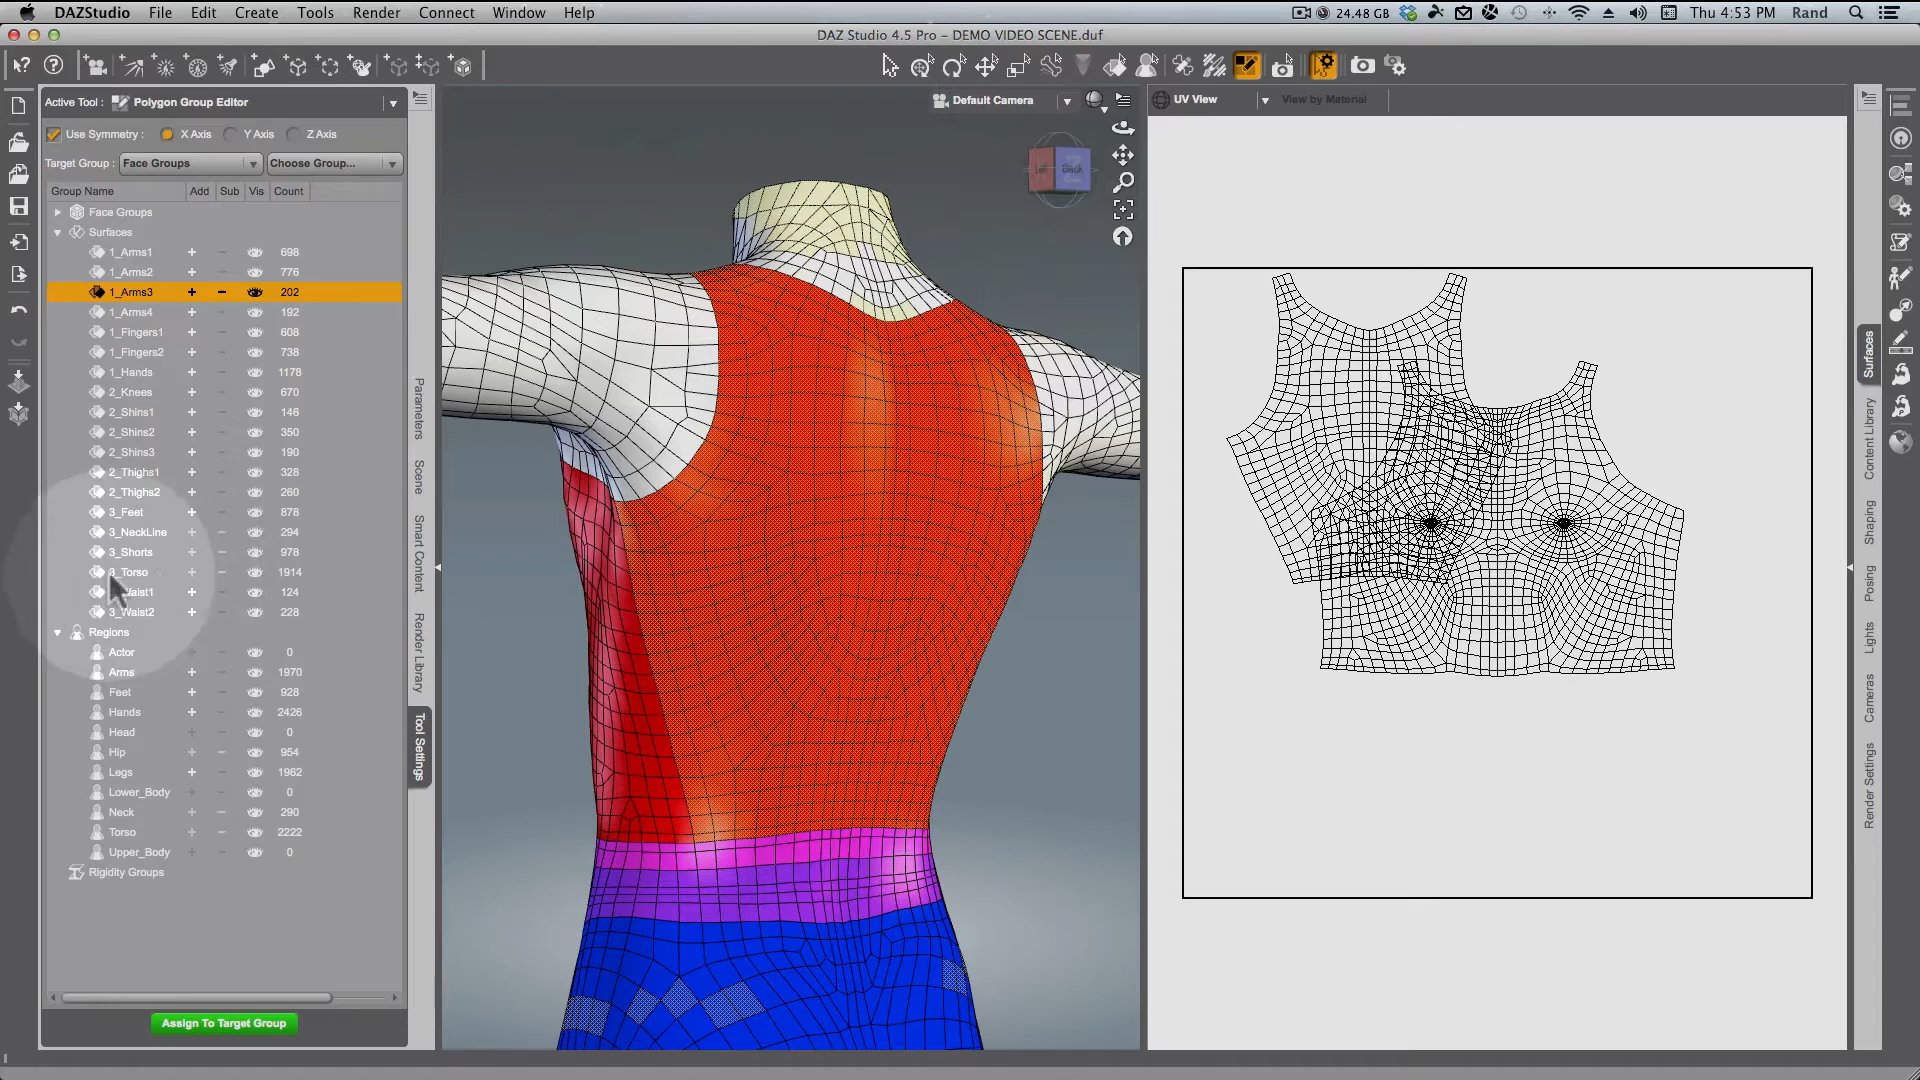 DAZStudio File Edit Create Tools Render Connect Window Help 24.48 GB Thu 4:53 PM Rand
DAZ Studio 4.5 Pro – DEMO VIDEO SCENE.duf
Active Tool : Polygon Group Editor
Use Symmetry : X Axis Y Axis Z Axis
Target Group : Face Groups Choose Group...
Group Name Add Sub Vis Count
Face Groups
Surfaces
1_Arms1 + – 698
1_Arms2 + – 776
1_Arms3 + – 202
1_Arms4 + – 192
1_Fingers1 + – 608
1_Fingers2 + – 738
1_Hands + – 1178
2_Knees + – 670
2_Shins1 + – 146
2_Shins2 + – 350
2_Shins3 + – 190
2_Thighs1 + – 328
2_Thighs2 + – 260
3_Feet + – 878
3_NeckLine + – 294
3_Shorts + – 978
3_Torso + – 1914
Waist1 + – 124
3_Waist2 + – 228
Regions
Actor + – 0
Arms + – 1970
Feet + – 928
Hands + – 2426
Head + – 0
Hip + – 954
Legs + – 1962
Lower_Body + – 0
Neck + – 290
Torso + – 2222
Upper_Body + – 0
Rigidity Groups
Assign To Target Group
Parameters
Scene
Smart Content
Render Library
Tool Settings
Default Camera
Back
UV View View by Material
Surfaces
Content Library
Shaping
Posing
Lights
Cameras
Render Settings